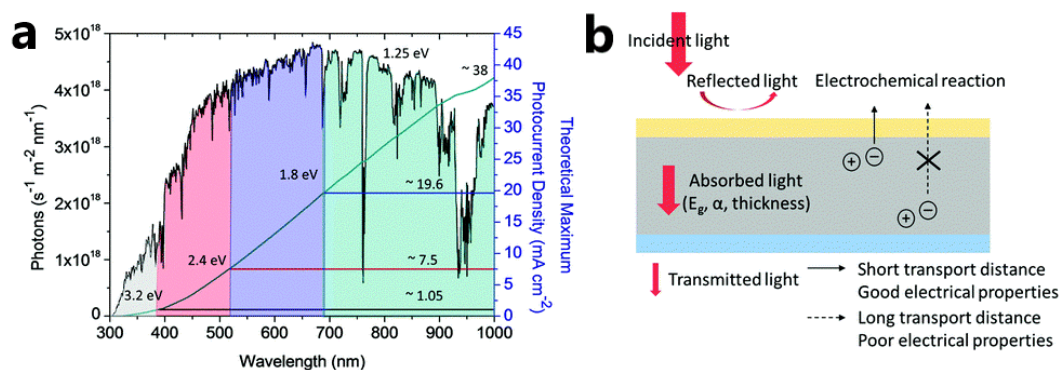 a
5x10¹⁸
4x10¹⁸
3x10¹⁸
2x10¹⁸
1x10¹⁸
0
Photons (s⁻¹ m⁻² nm⁻¹)
300 400 500 600 700 800 900 1000
Wavelength (nm)
45
40
35
30
25
20
15
10
5
0
Theoretical Maximum
Photocurrent Density (mA cm⁻²)
1.25 eV
~ 38
1.8 eV
~ 19.6
2.4 eV
~ 7.5
3.2 eV
~ 1.05
b
Incident light
Reflected light
Electrochemical reaction
+ −
Absorbed light
(Eg, α, thickness)
+ −
Transmitted light
Short transport distance
Good electrical properties
Long transport distance
Poor electrical properties